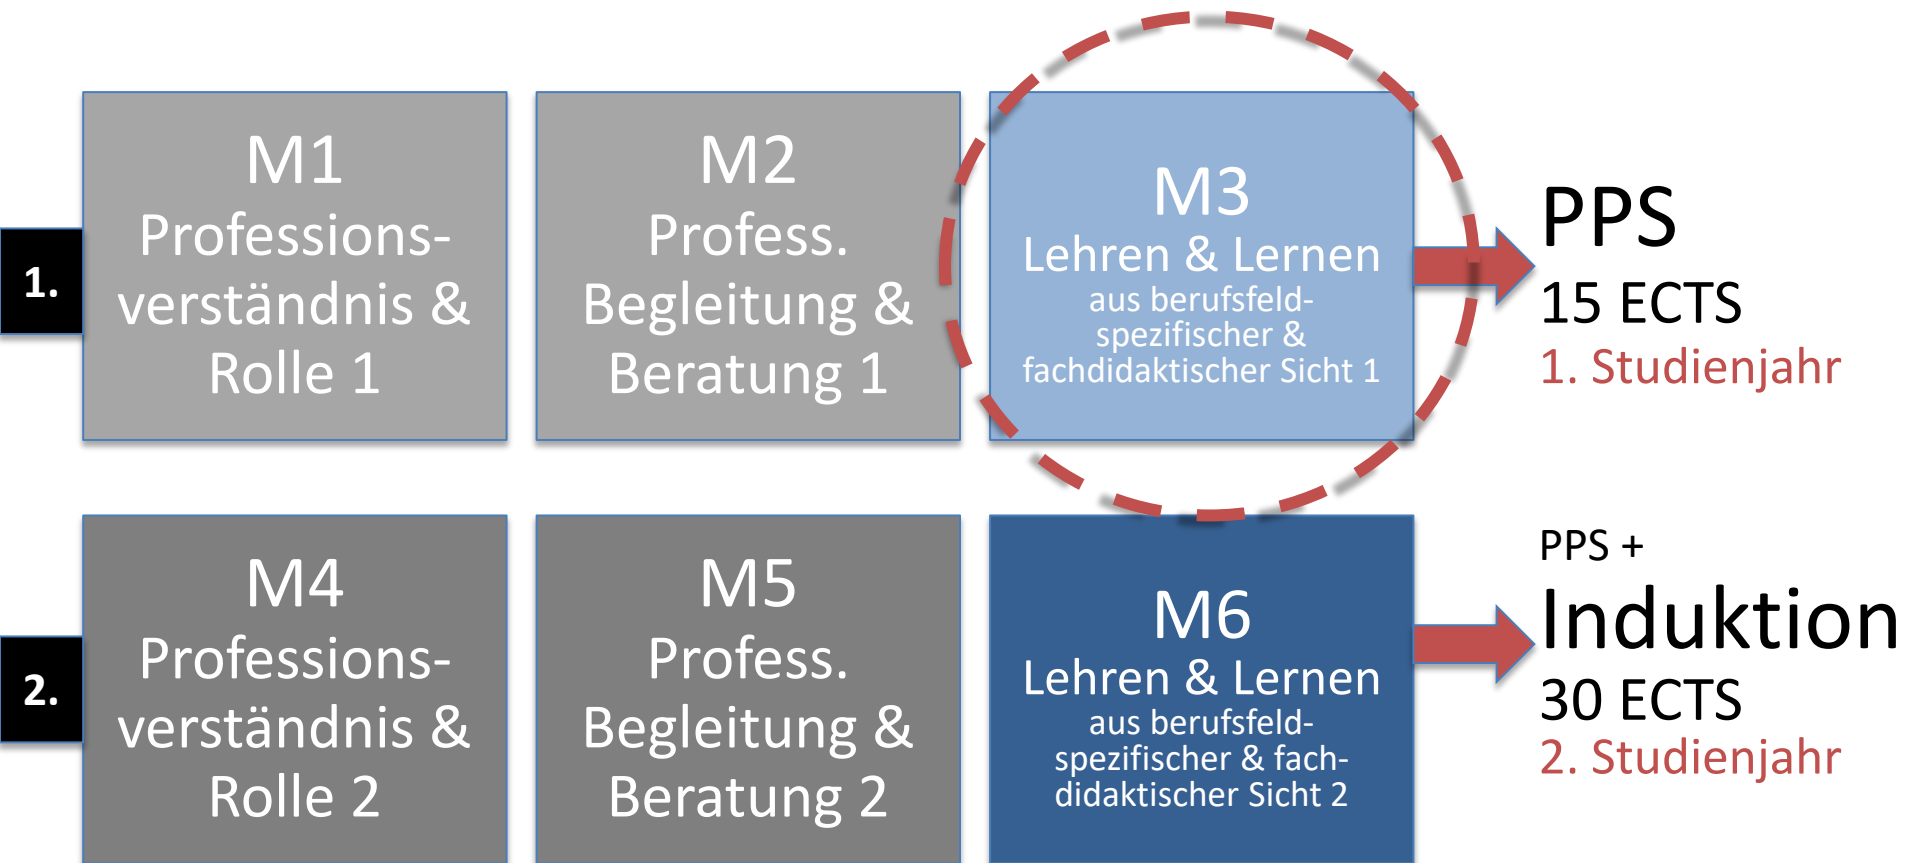 1.
M1
Professions-
verständnis &
Rolle 1
M2
Profess.
Begleitung &
Beratung 1
M3
Lehren & Lernen
aus berufsfeld-
spezifischer &
fachdidaktischer Sicht 1
PPS
15 ECTS
1. Studienjahr
2.
M4
Professions-
verständnis &
Rolle 2
M5
Profess.
Begleitung &
Beratung 2
M6
Lehren & Lernen
aus berufsfeld-
spezifischer & fach-
didaktischer Sicht 2
PPS +
Induktion
30 ECTS
2. Studienjahr